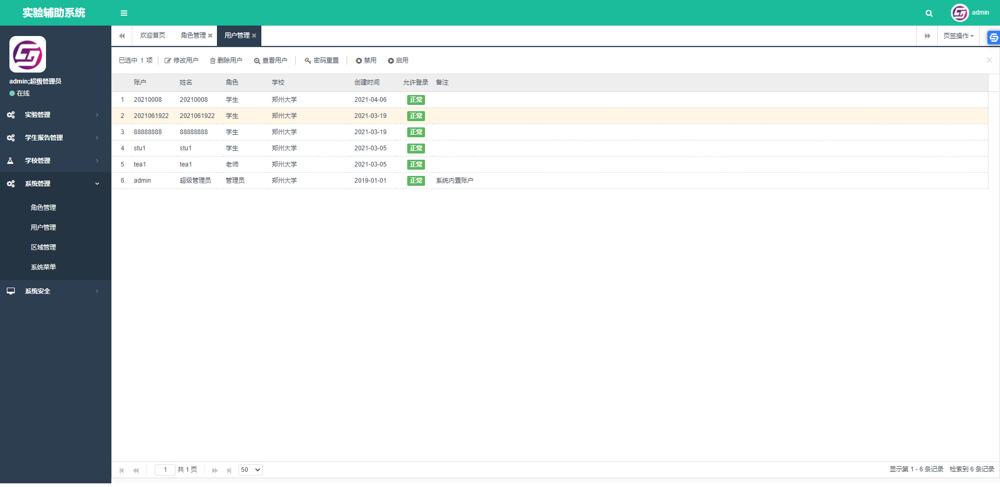 实验辅助系统
admin
admin;超级管理员
在线
实验管理
学生报告管理
学校管理
系统管理
角色管理
用户管理
区域管理
系统菜单
系统安全
欢迎首页 角色管理 用户管理 页签操作
已选中 1 项 修改用户 删除用户 查看用户 密码重置 禁用 启用
账户 姓名 角色 学校 创建时间 允许登录 备注
1 20210008 20210008 学生 郑州大学 2021-04-06 正常
2 2021061922 2021061922 学生 郑州大学 2021-03-19 正常
3 88888888 88888888 学生 郑州大学 2021-03-19 正常
4 stu1 stu1 学生 郑州大学 2021-03-05 正常
5 tea1 tea1 老师 郑州大学 2021-03-05 正常
6 admin 超级管理员 管理员 郑州大学 2019-01-01 正常 系统内置账户
1 共 1 页 50 显示第 1 - 6 条记录 检索到 6 条记录